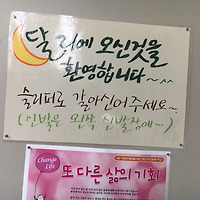 달리에 오신것을
환영합니다~
슬리퍼로 갈아신어주세요~
(신발은 왼쪽 신발장에...)
Change Life
또 다른 삶의 기회